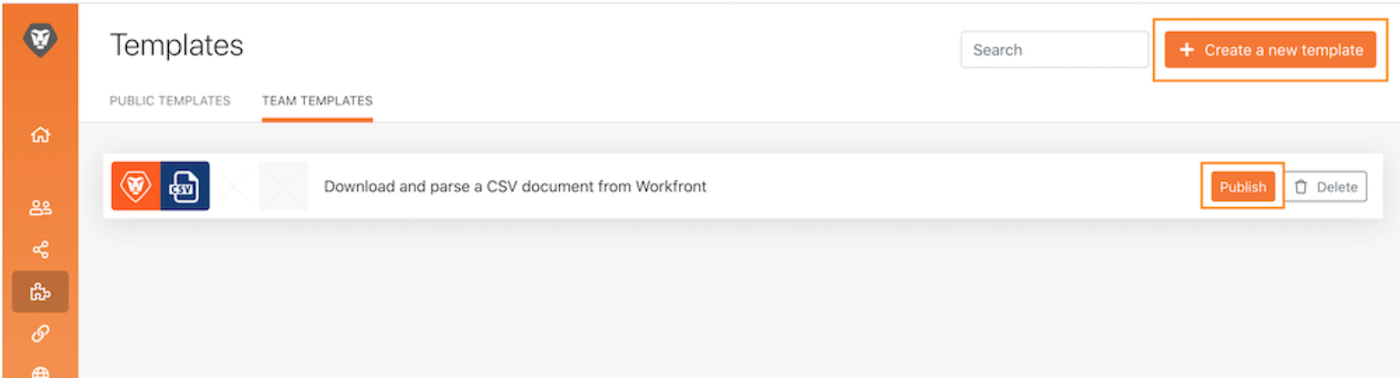 Templates
Search
+ Create a new template
PUBLIC TEMPLATES
TEAM TEMPLATES
CSV
Download and parse a CSV document from Workfront
Publish
Delete